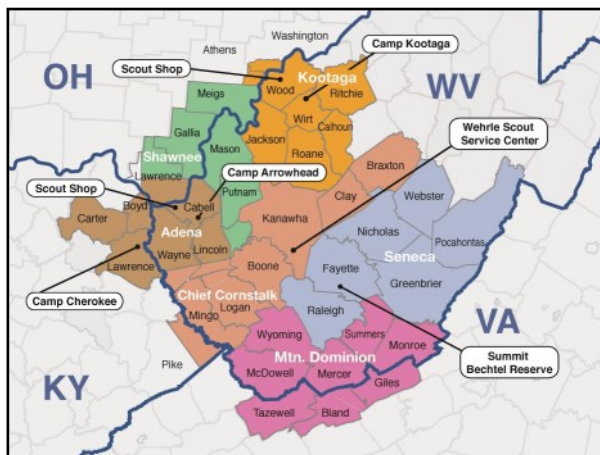 Washington
Athens
Camp Kootaga
OH
Scout Shop
Kootaga
WV
Wood
Ritchie
Meigs
Wirt
Gallia
Jackson
Calhoun
Wehrle Scout
Service Center
Mason
Roane
Shawnee
Braxton
Lawrence
Camp Arrowhead
Scout Shop
Putnam
Clay
Webster
Boyd
Cabell
Kanawha
Carter
Nicholas
Adena
Pocahontas
Lincoln
Seneca
Wayne
Lawrence
Boone
Fayette
Greenbrier
Camp Cherokee
Chief Cornstalk
Logan
Raleigh
Mingo
VA
Wyoming
Summers
Monroe
Pike
Mtn. Dominion
Summit
Bechtel Reserve
KY
McDowell
Mercer
Giles
Tazewell
Bland